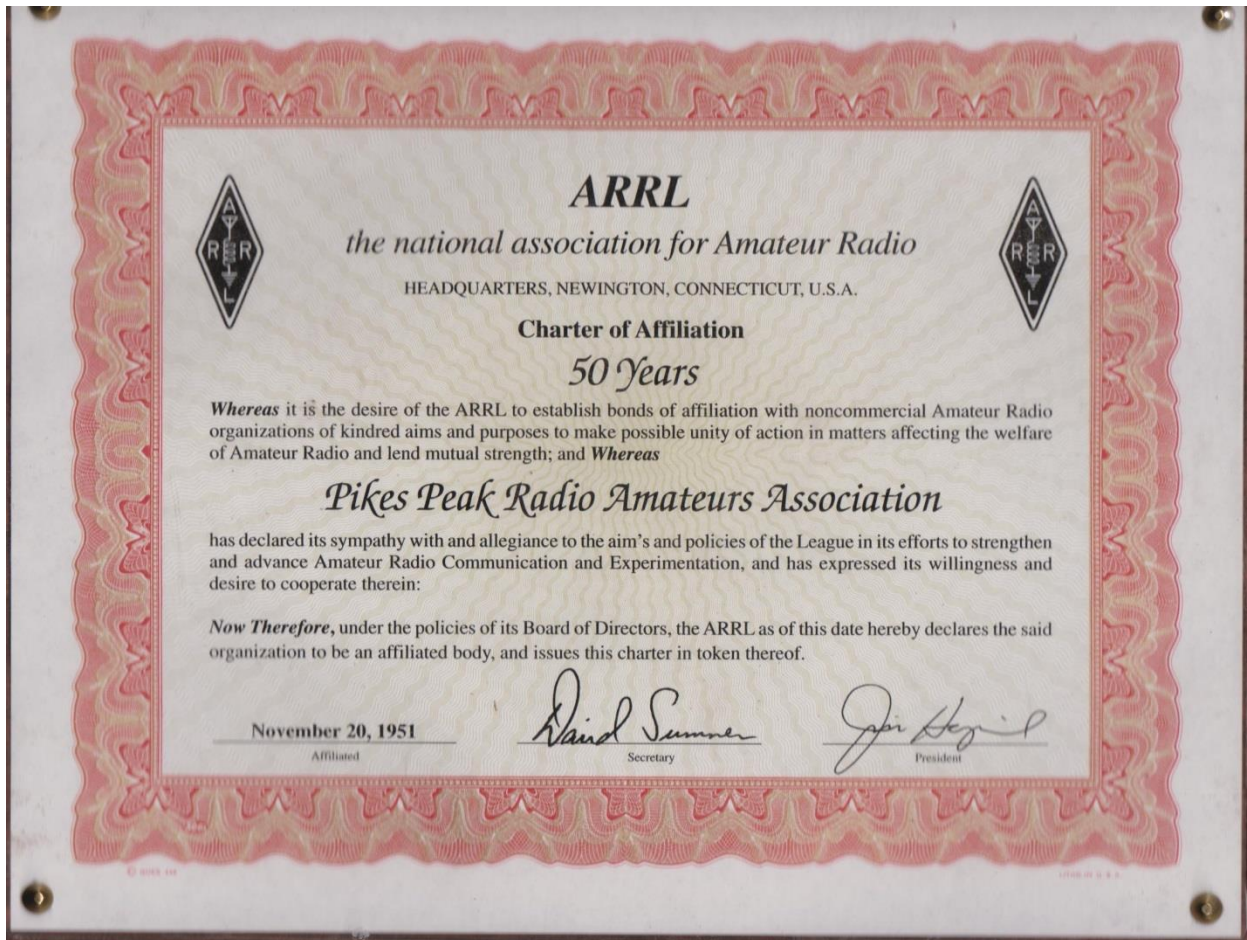 ARRL
the national association for Amateur Radio
HEADQUARTERS, NEWINGTON, CONNECTICUT, U.S.A.
A
R R
L
A
R R
L
Charter of Affiliation
50 Years
Whereas it is the desire of the ARRL to establish bonds of affiliation with noncommercial Amateur Radio
organizations of kindred aims and purposes to make possible unity of action in matters affecting the welfare
of Amateur Radio and lend mutual strength; and Whereas
Pikes Peak Radio Amateurs Association
has declared its sympathy with and allegiance to the aim's and policies of the League in its efforts to strengthen
and advance Amateur Radio Communication and Experimentation, and has expressed its willingness and
desire to cooperate therein:
Now Therefore, under the policies of its Board of Directors, the ARRL as of this date hereby declares the said
organization to be an affiliated body, and issues this charter in token thereof.
November 20, 1951 David Sumner
Affiliated Secretary President
LITHO IN U.S.A.